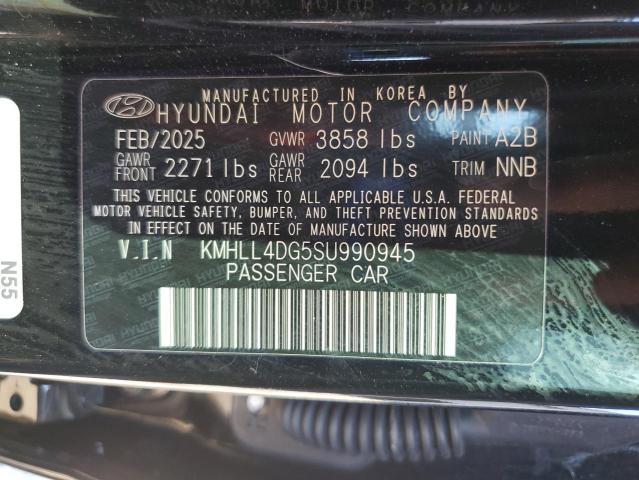 MANUFACTURED IN KOREA BY
HYUNDAI MOTOR COMPANY
FEB/2025 GVWR 3858 lbs PAINT A2B
GAWR FRONT 2271 lbs GAWR REAR 2094 lbs TRIM NNB
THIS VEHICLE CONFORMS TO ALL APPLICABLE U.S.A. FEDERAL
MOTOR VEHICLE SAFETY, BUMPER, AND THEFT PREVENTION STANDARDS
IN EFFECT ON THE DATE OF MANUFACTURE SHOWN ABOVE
V.I.N KMHLL4DG5SU990945
PASSENGER CAR
N55